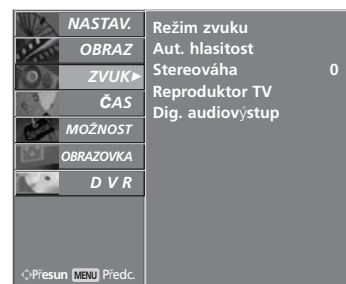 NASTAV.
OBRAZ
ZVUK
ČAS
MOŽNOST
OBRAZOVKA
D V R
Režim zvuku
Aut. hlasitost
Stereováha 0
Reproduktor TV
Dig. audiovýstup
Přesun MENU Předc.